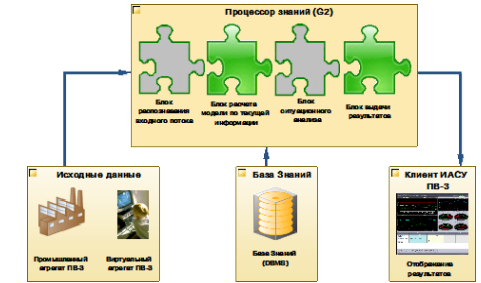 Процессор знаний (G2)
Блок
распознавания
входного потока
Блок расчета
модели по текущей
информации
Блок
ситуационного
анализа
Блок выдачи
результатов
Исходные данные
Промышленный
агрегат ПВ-3
Виртуальный
агрегат ПВ-3
База Знаний
База Знаний
(DBMS)
Клиент ИАСУ
ПВ-3
Отображение
результатов